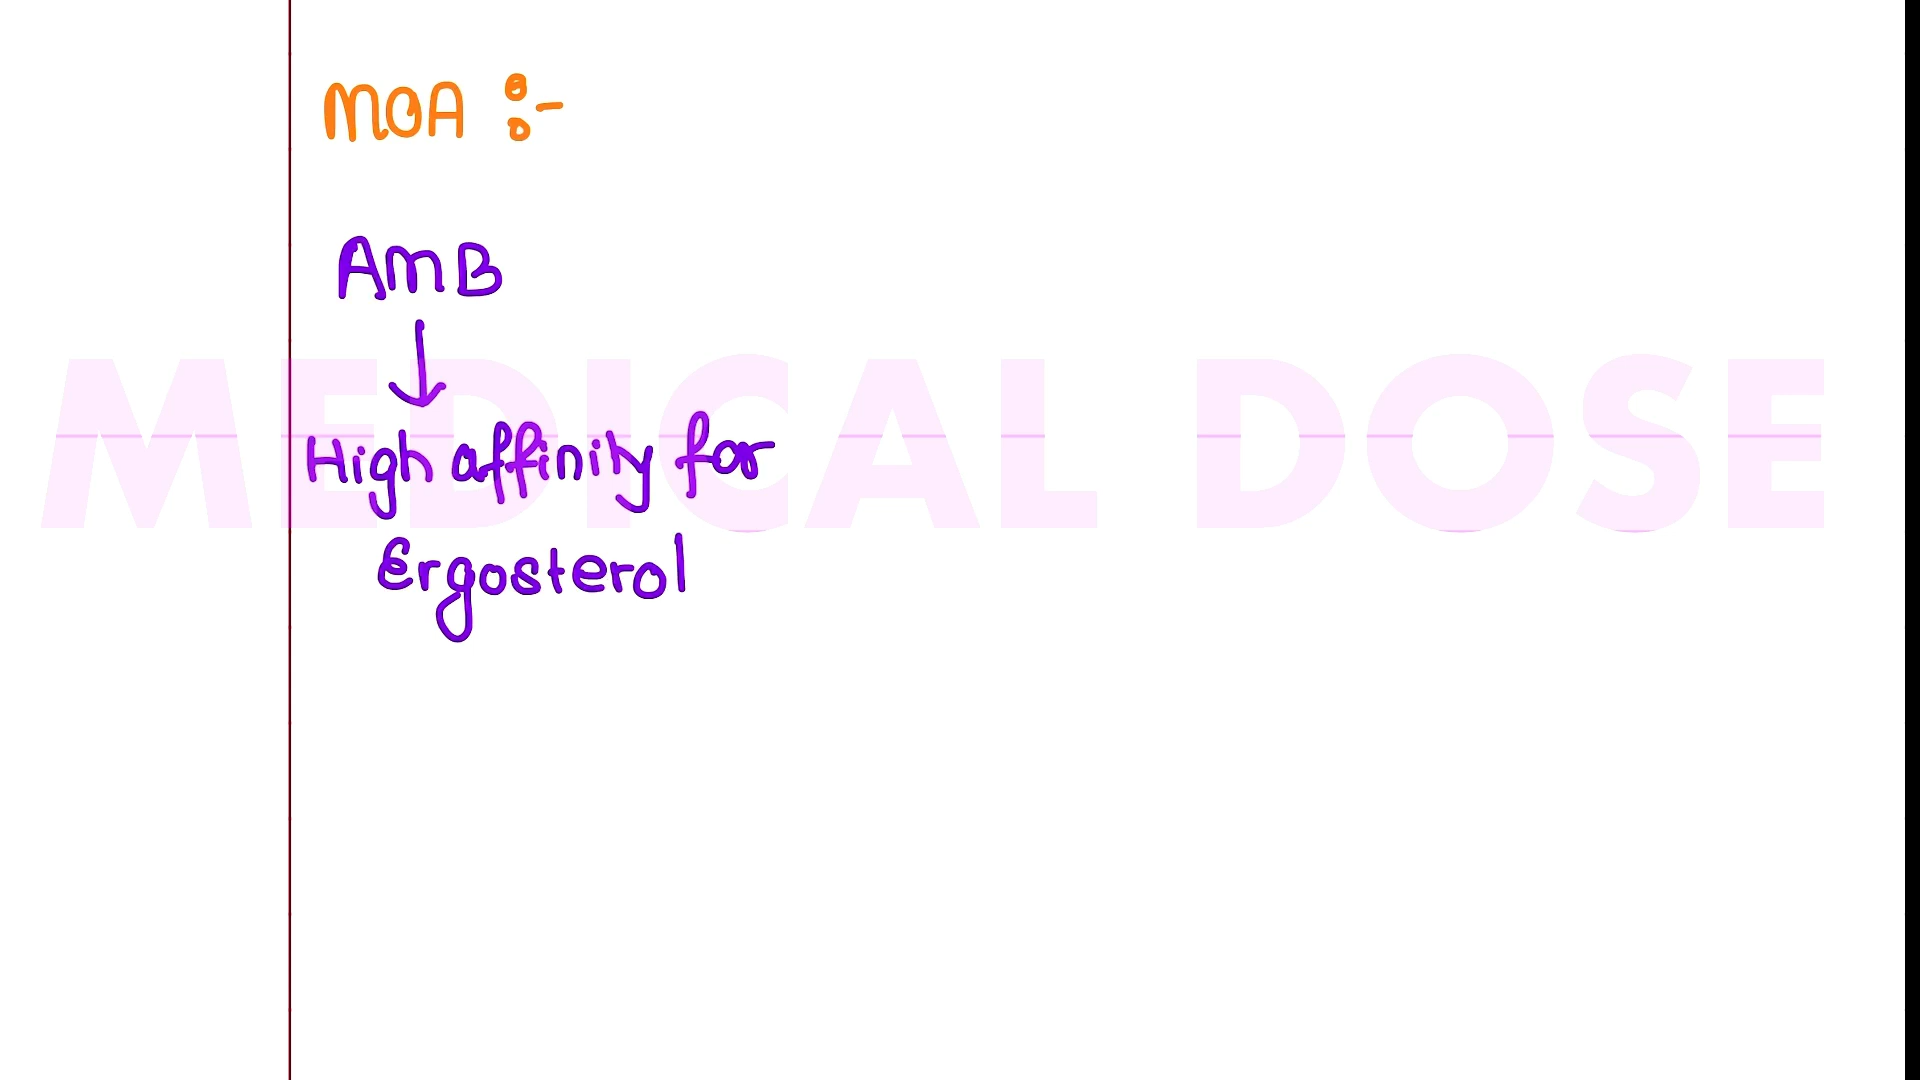 MOA :-
AMB
↓
High affinity for
Ergosterol
MEDICAL DOSE